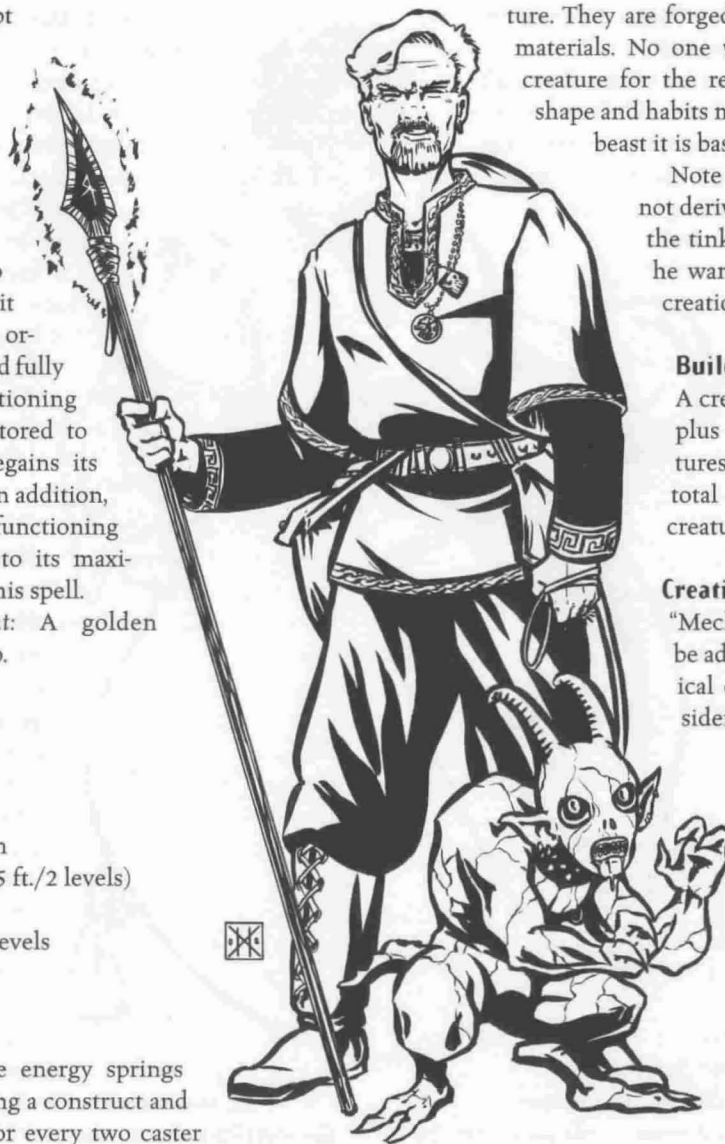 ot
it
or-
d fully
tioning
tored to
egains its
n addition,
functioning
to its maxi-
his spell.
t: A golden
o.
n
5 ft./2 levels)
evels
e energy springs
ng a construct and
or every two caster
ture. They are forged
materials. No one
creature for the re
shape and habits
beast it is bas
Note
not deriv
the tink
he wan
creatio
Build
A cre
plus
tures
total
creatu
Creati
"Mech
be ad
ical
sider